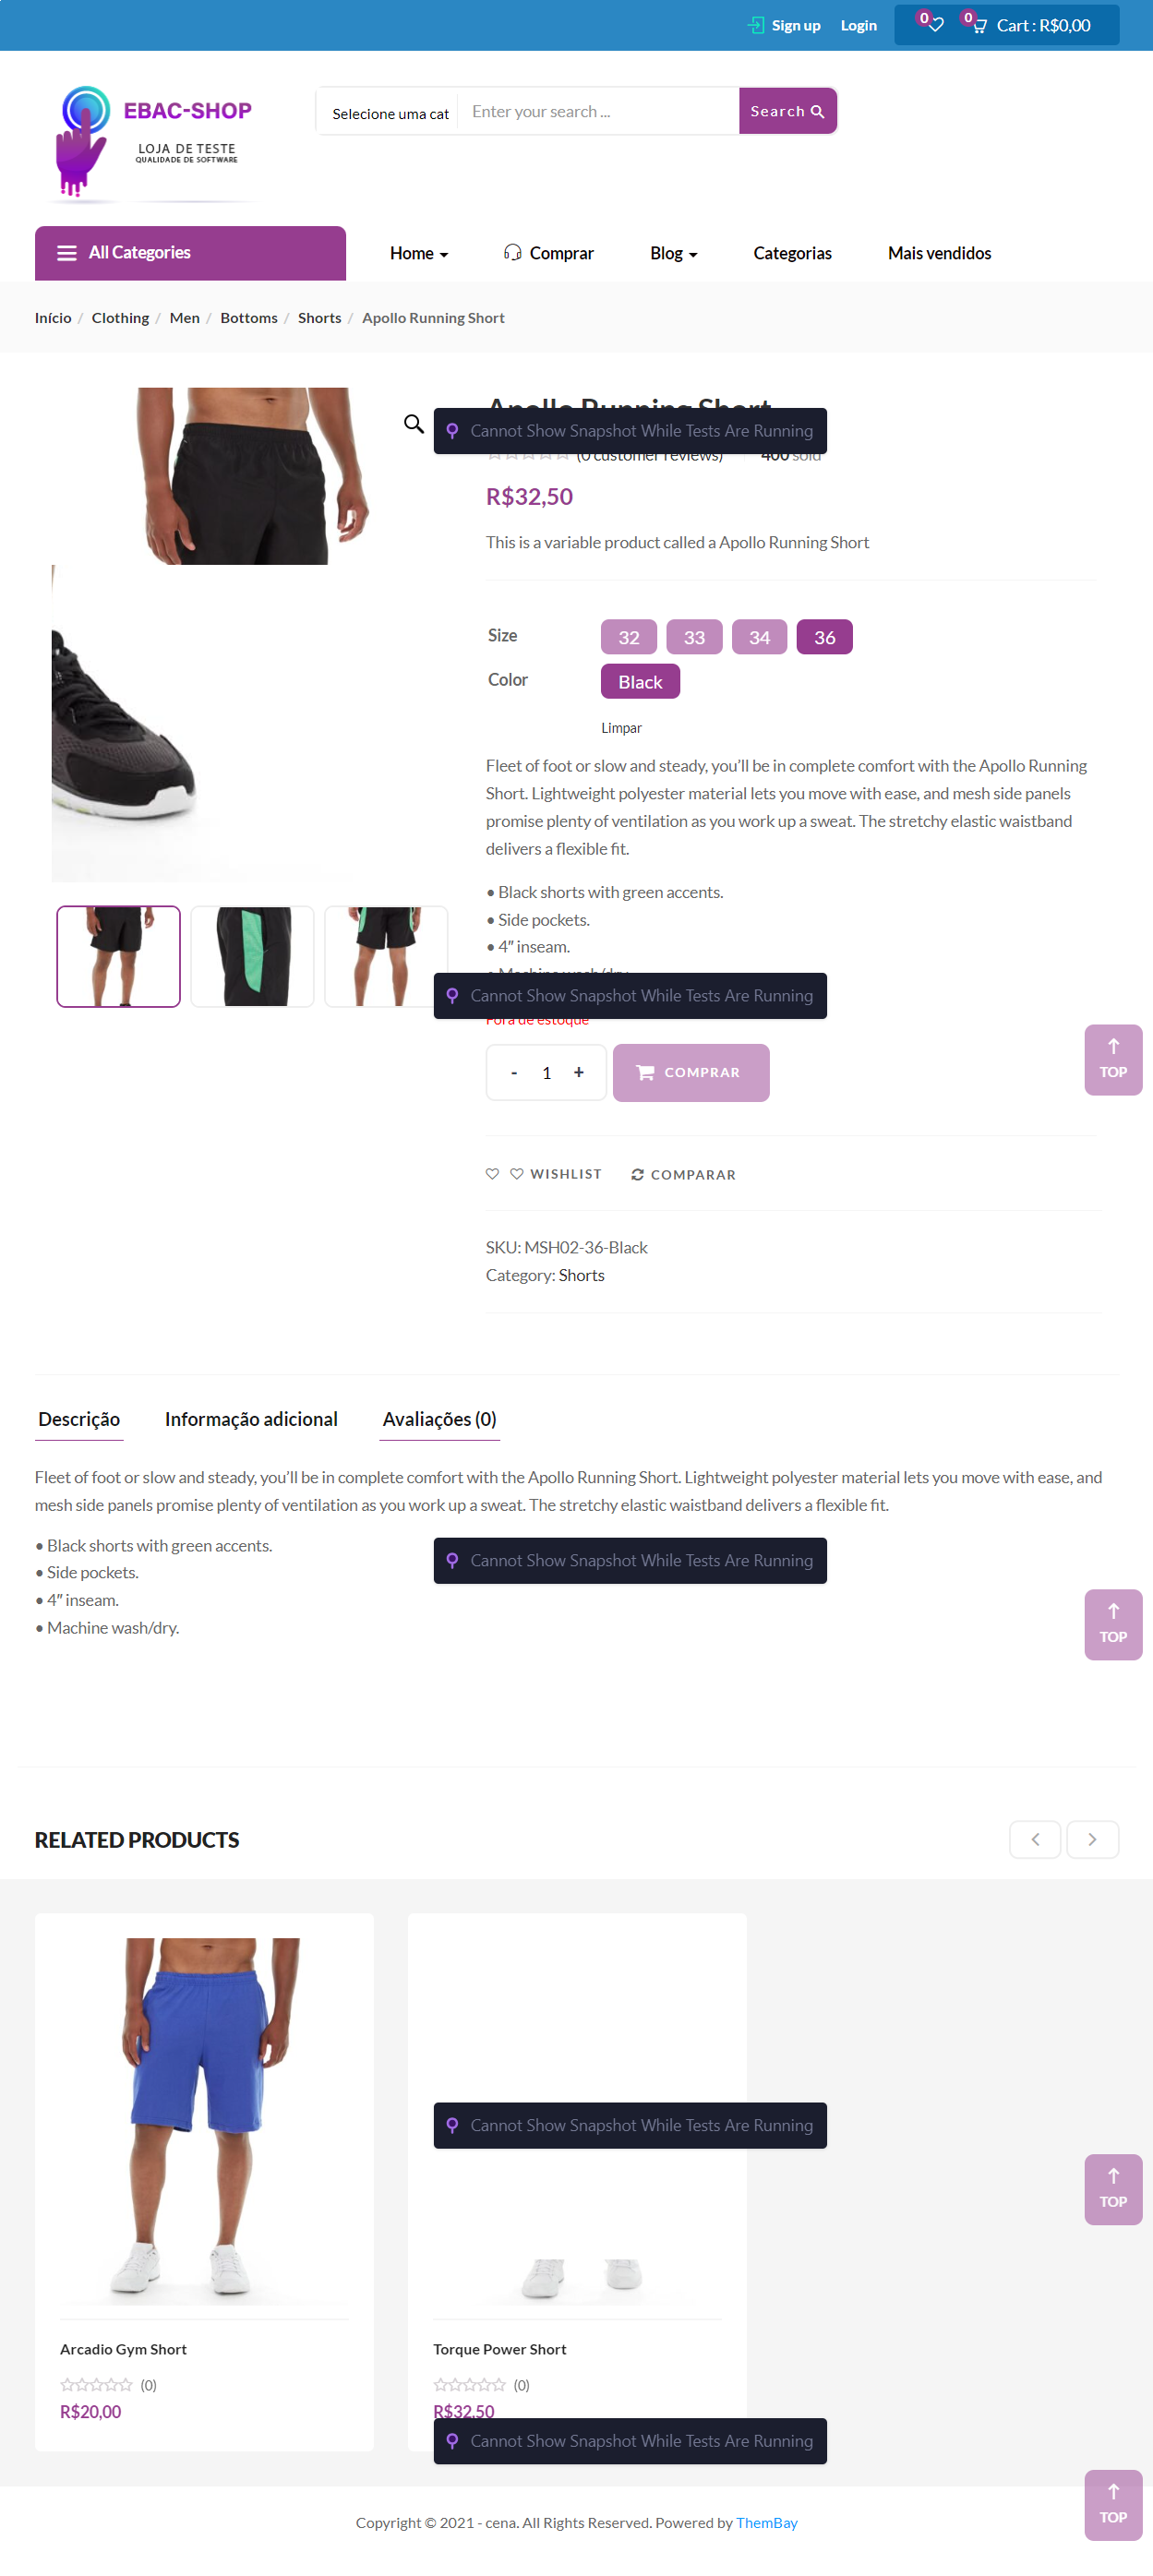 Sign up Login 0 0 Cart : R$0,00
EBAC-SHOP
LOJA DE TESTE
QUALIDADE DE SOFTWARE
Selecione uma cat Enter your search ... Search
All Categories Home Comprar Blog Categorias Mais vendidos
Início / Clothing / Men / Bottoms / Shorts / Apollo Running Short
Apollo Running Short
Cannot Show Snapshot While Tests Are Running
(0 customer reviews) 400 sold
R$32,50
This is a variable product called a Apollo Running Short
Size 32 33 34 36
Color Black
Limpar
Fleet of foot or slow and steady, you’ll be in complete comfort with the Apollo Running
Short. Lightweight polyester material lets you move with ease, and mesh side panels
promise plenty of ventilation as you work up a sweat. The stretchy elastic waistband
delivers a flexible fit.
• Black shorts with green accents.
• Side pockets.
• 4″ inseam.
• Machine wash/dry.
Cannot Show Snapshot While Tests Are Running
Fora de estoque
TOP
- 1 + COMPRAR
WISHLIST COMPARAR
SKU: MSH02-36-Black
Category: Shorts
Descrição Informação adicional Avaliações (0)
Fleet of foot or slow and steady, you’ll be in complete comfort with the Apollo Running Short. Lightweight polyester material lets you move with ease, and
mesh side panels promise plenty of ventilation as you work up a sweat. The stretchy elastic waistband delivers a flexible fit.
• Black shorts with green accents.
Cannot Show Snapshot While Tests Are Running
• Side pockets.
• 4″ inseam.
• Machine wash/dry.
TOP
RELATED PRODUCTS
Cannot Show Snapshot While Tests Are Running
TOP
Arcadio Gym Short
(0)
R$20,00
Torque Power Short
(0)
R$32,50
Cannot Show Snapshot While Tests Are Running
TOP
Copyright © 2021 - cena. All Rights Reserved. Powered by ThemBay